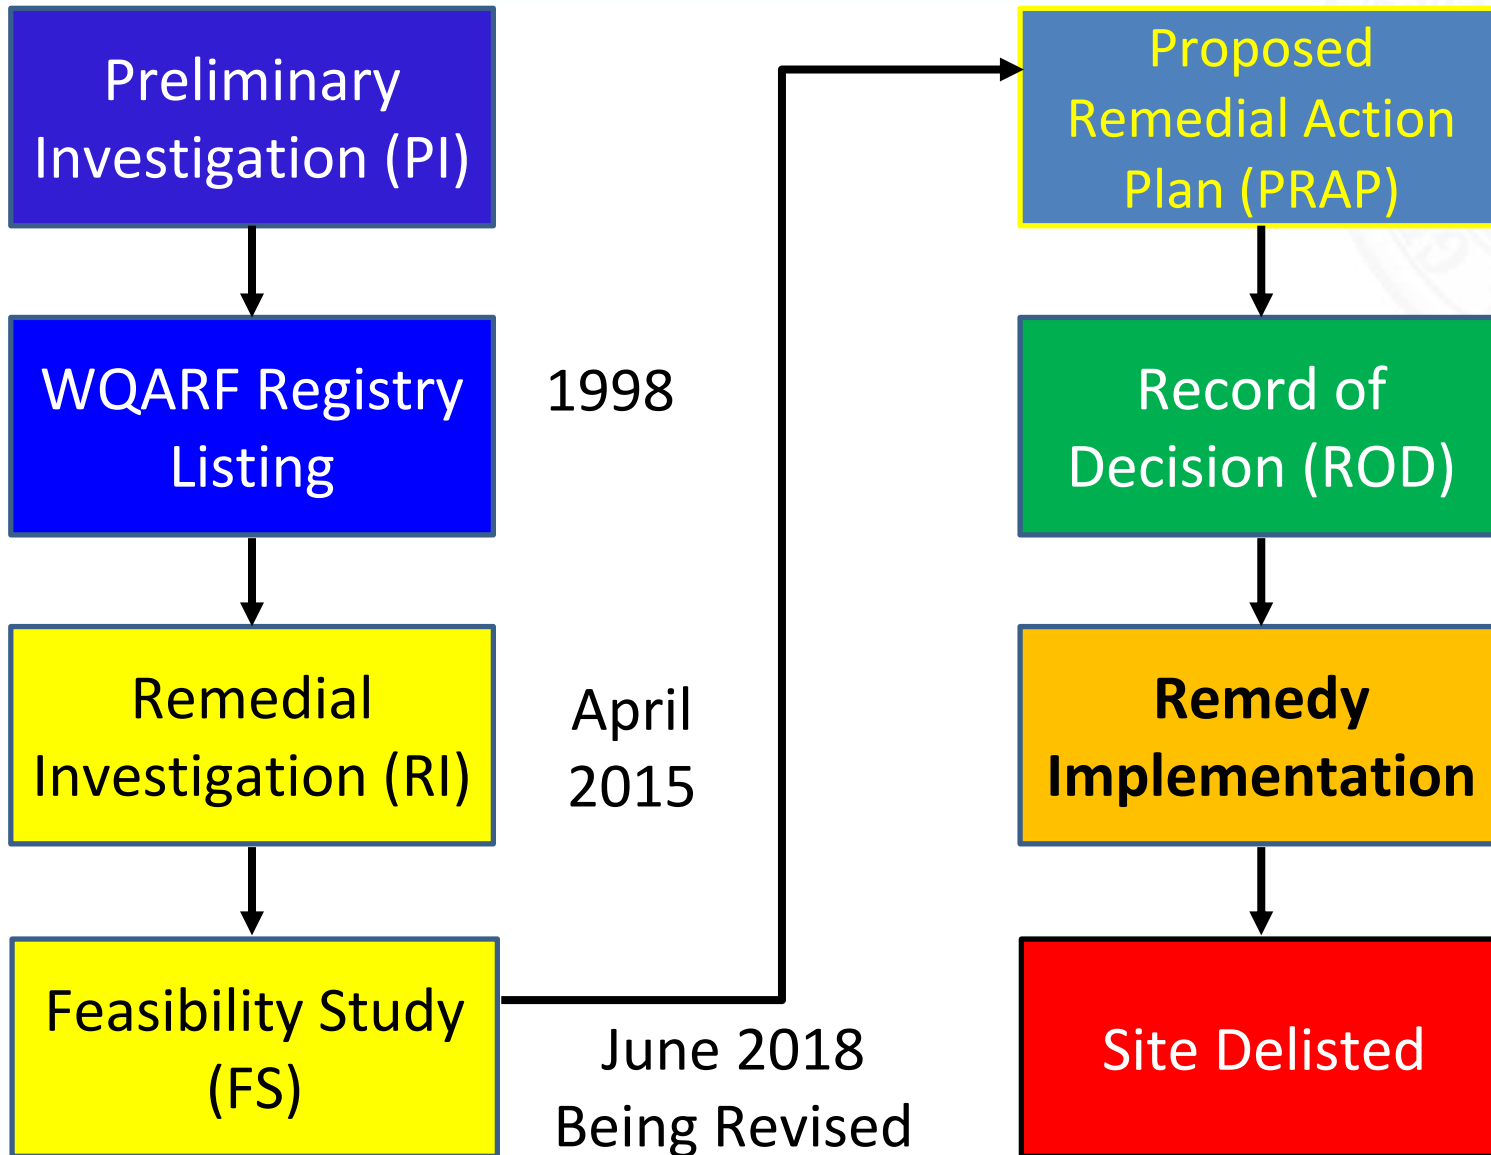 Preliminary
Investigation (PI)
WQARF Registry
Listing
1998
Remedial
Investigation (RI)
April
2015
Feasibility Study
(FS)
June 2018
Being Revised
Proposed
Remedial Action
Plan (PRAP)
Record of
Decision (ROD)
Remedy
Implementation
Site Delisted